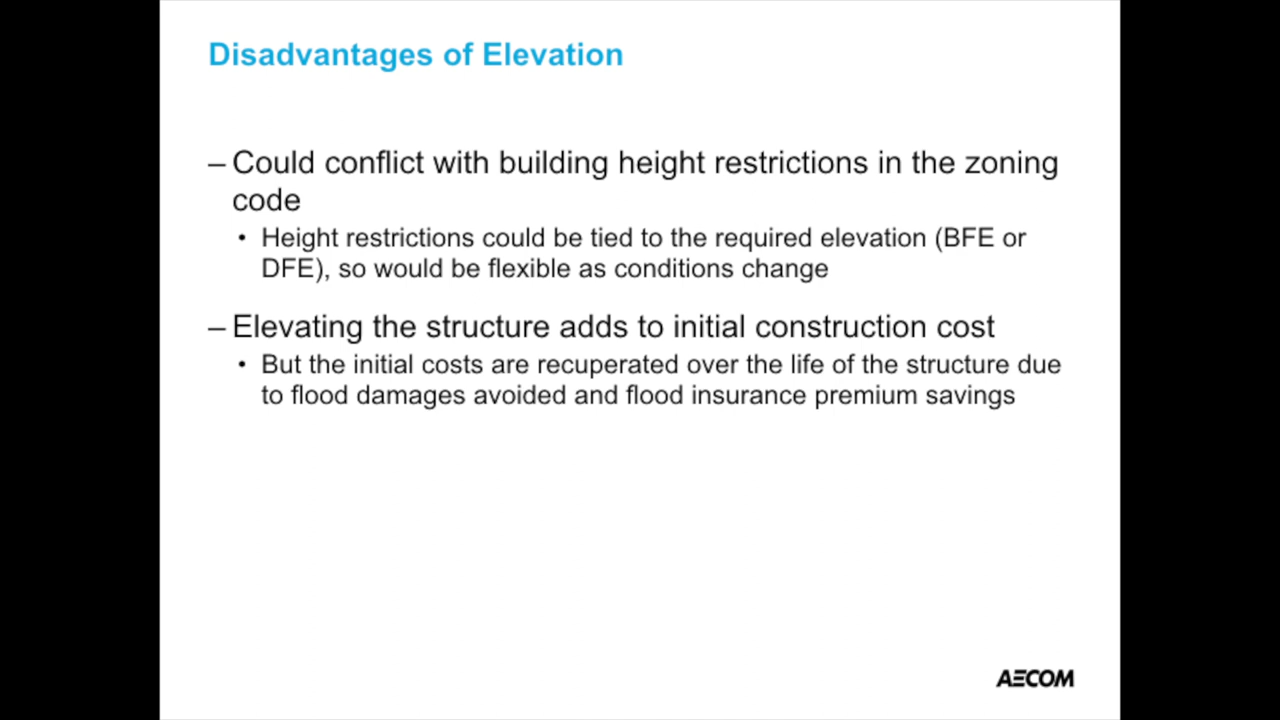 Disadvantages of Elevation
– Could conflict with building height restrictions in the zoning
code
• Height restrictions could be tied to the required elevation (BFE or
DFE), so would be flexible as conditions change
– Elevating the structure adds to initial construction cost
• But the initial costs are recuperated over the life of the structure due
to flood damages avoided and flood insurance premium savings
AECOM